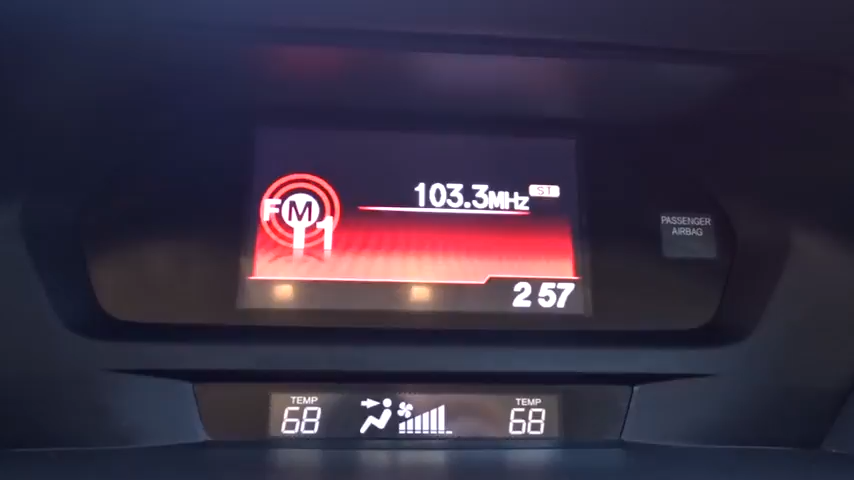 FM 1
103.3MHz ST
PASSENGER
AIRBAG
2 57
TEMP
68
TEMP
68